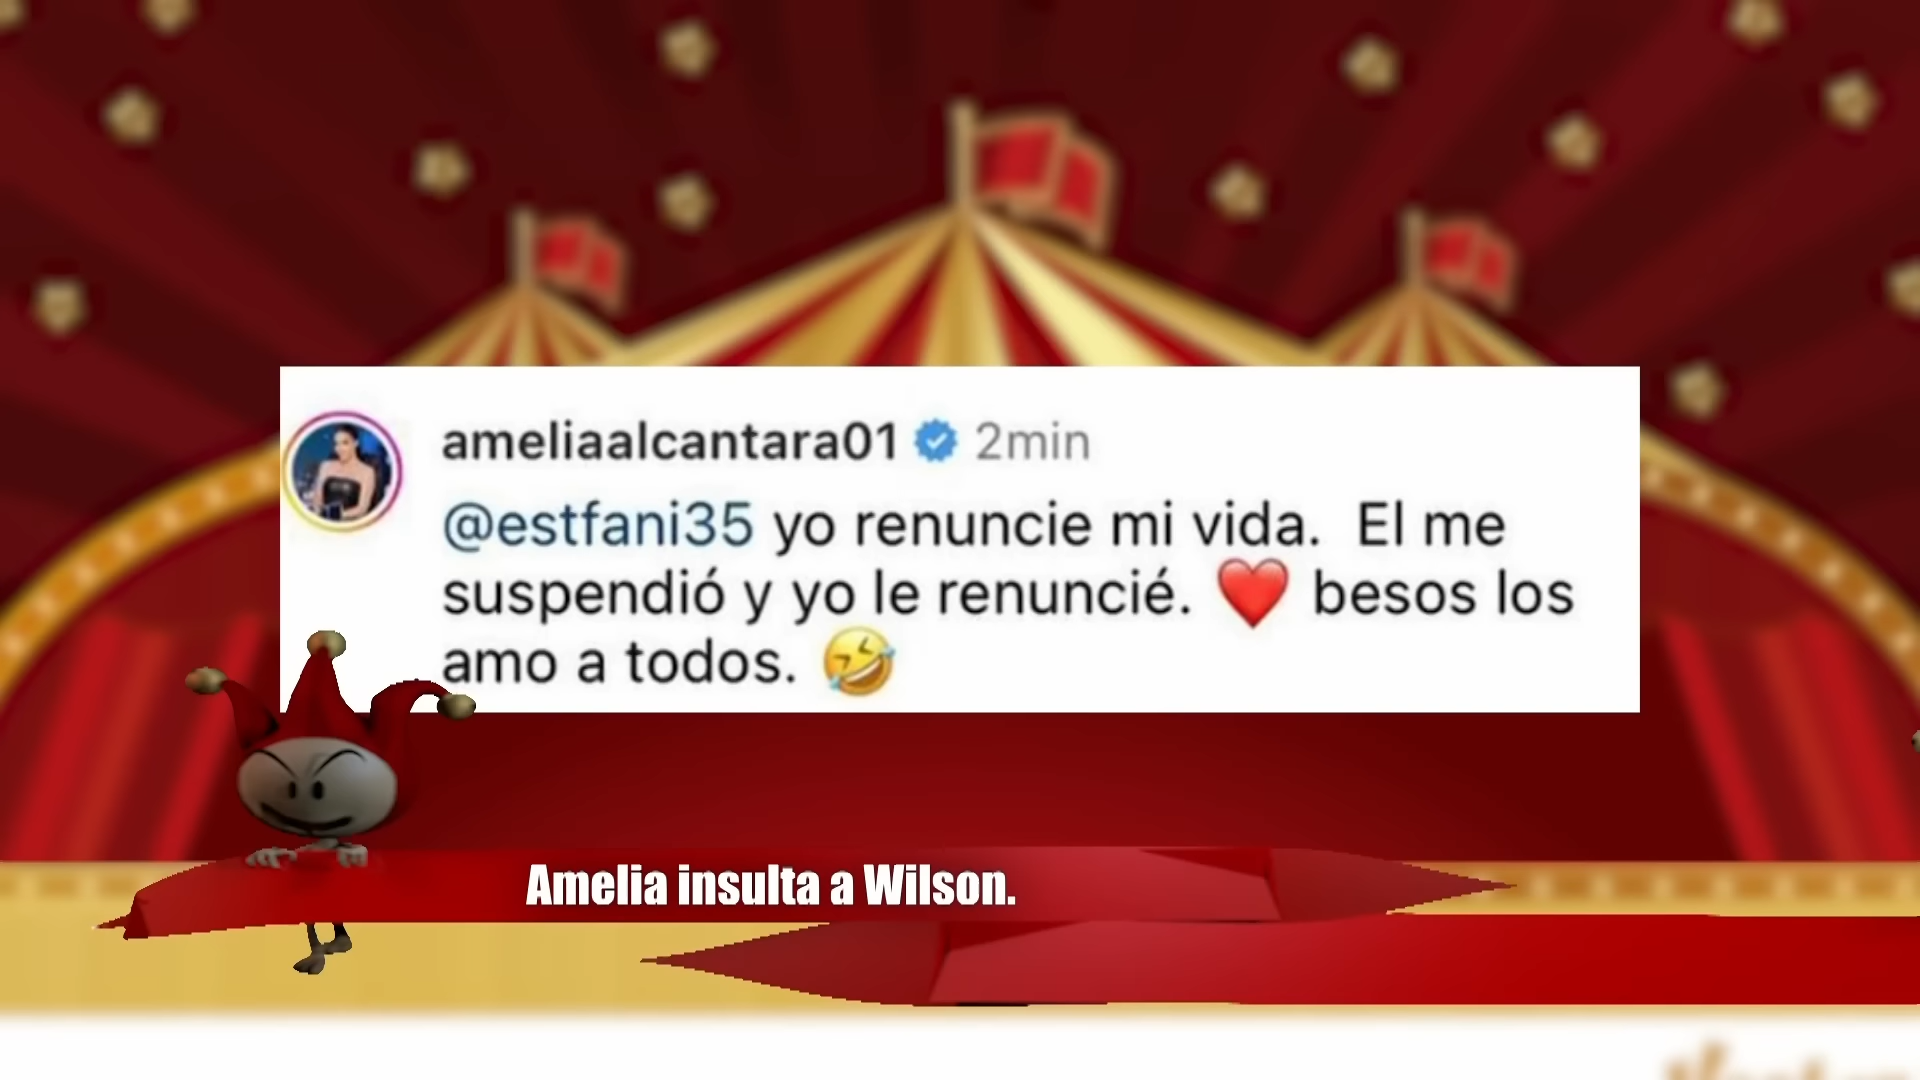 ameliaalcantara01 2min
@estfani35 yo renuncie mi vida. El me
suspendió y yo le renuncié. ❤️ besos los
amo a todos. 🤣
Amelia insulta a Wilson.